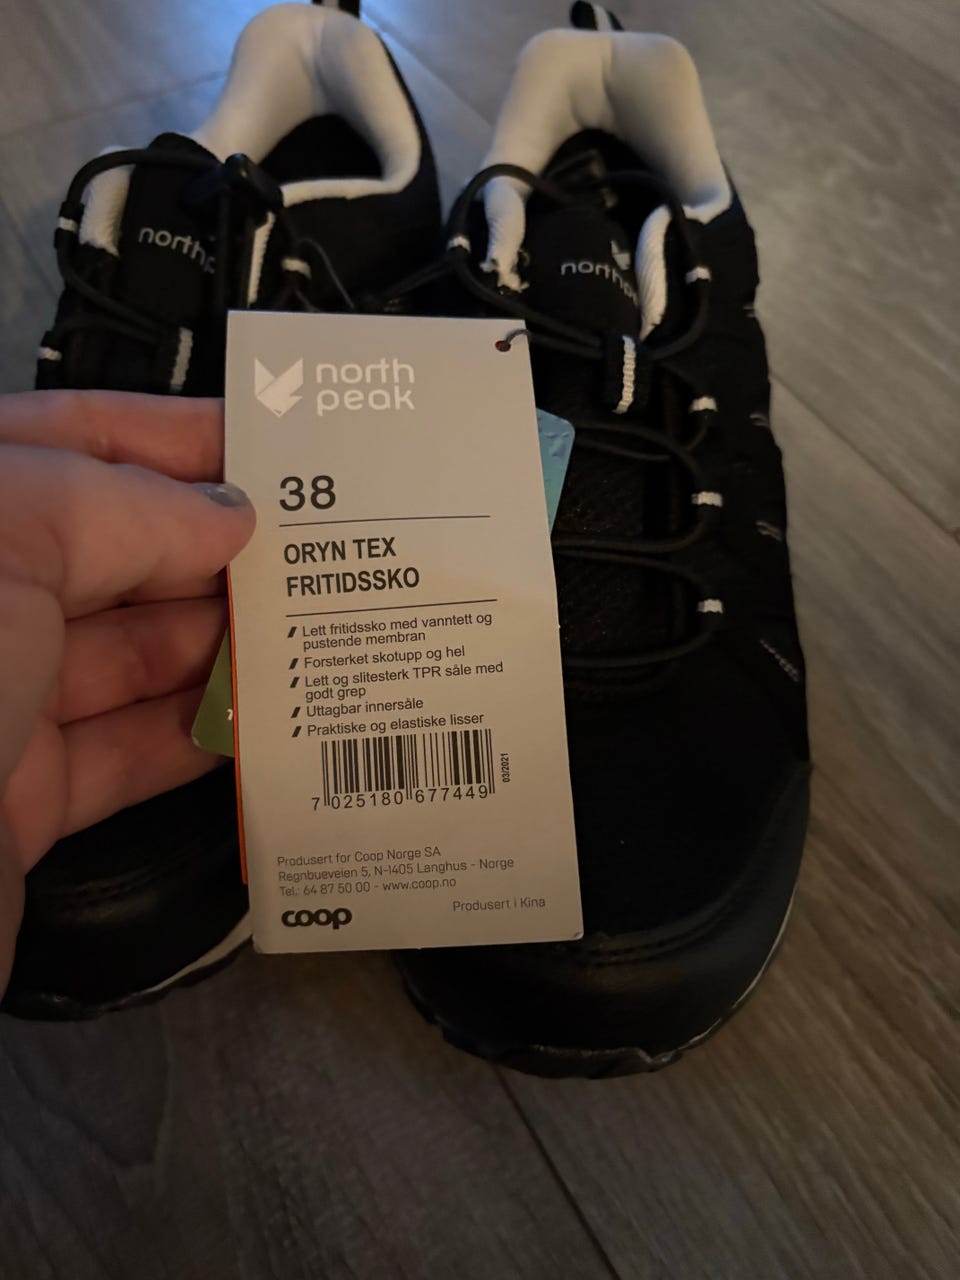 north
north
north
peak
38
ORYN TEX
FRITIDSSKO
Lett fritidssko med vanntett og
pustende membran
Forsterket skotupp og hel
Lett og slitesterk TPR såle med
godt grep
Uttagbar innersåle
Praktiske og elastiske lisser
7 025180 677449
03/2021
Produsert for Coop Norge SA
Regnbueveien 5, N-1405 Langhus - Norge
Tel.: 64 87 50 00 - www.coop.no
Produsert i Kina
coop